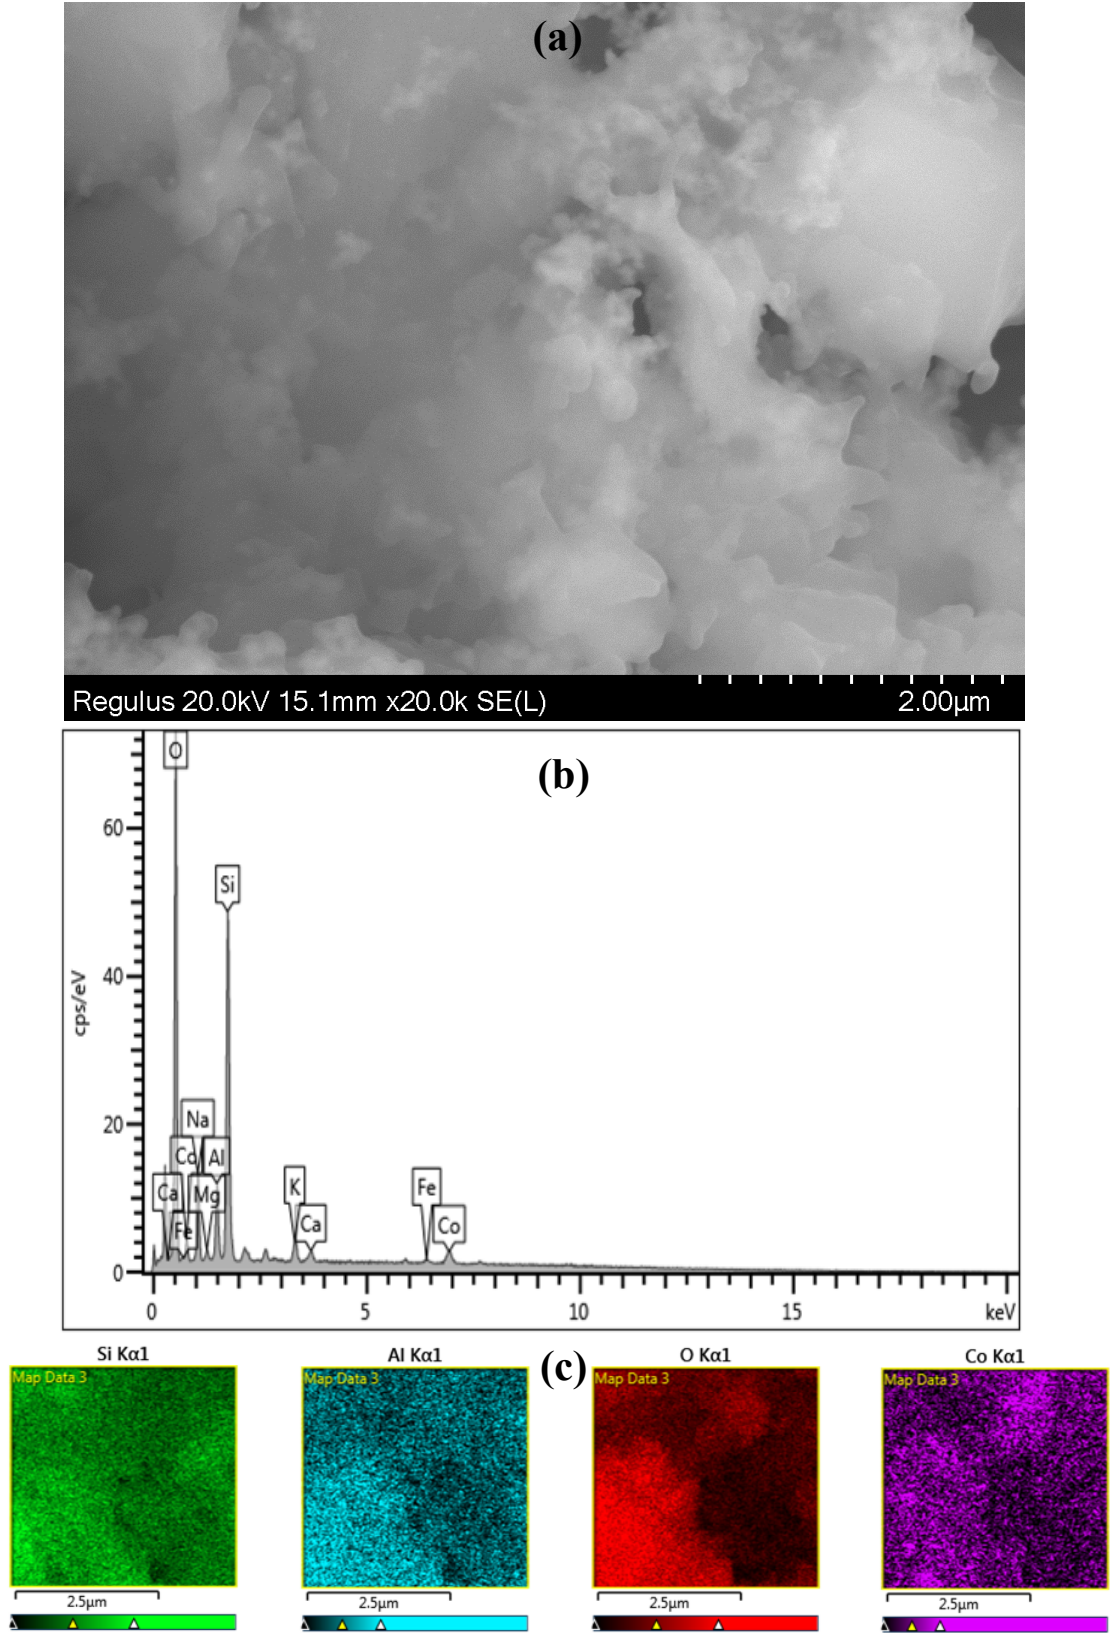 (a)
Regulus 20.0kV 15.1mm x20.0k SE(L) 2.00µm
(b)
O
60
Si
40
cps/eV
20
Na
Co
Al
Ca
Mg
Fe
K
Ca
Fe
Co
0
0 5 10 15 keV
(c)
Si Kα1 Al Kα1 O Kα1 Co Kα1
Map Data 3 Map Data 3 Map Data 3 Map Data 3
2.5µm 2.5µm 2.5µm 2.5µm